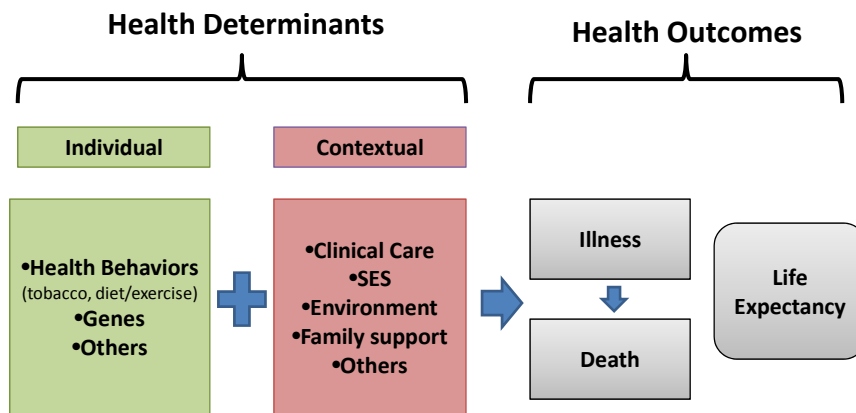 Health Determinants
Health Outcomes
Individual
Contextual
•Health Behaviors
(tobacco, diet/exercise)
•Genes
•Others
•Clinical Care
•SES
•Environment
•Family support
•Others
Illness
Death
Life
Expectancy